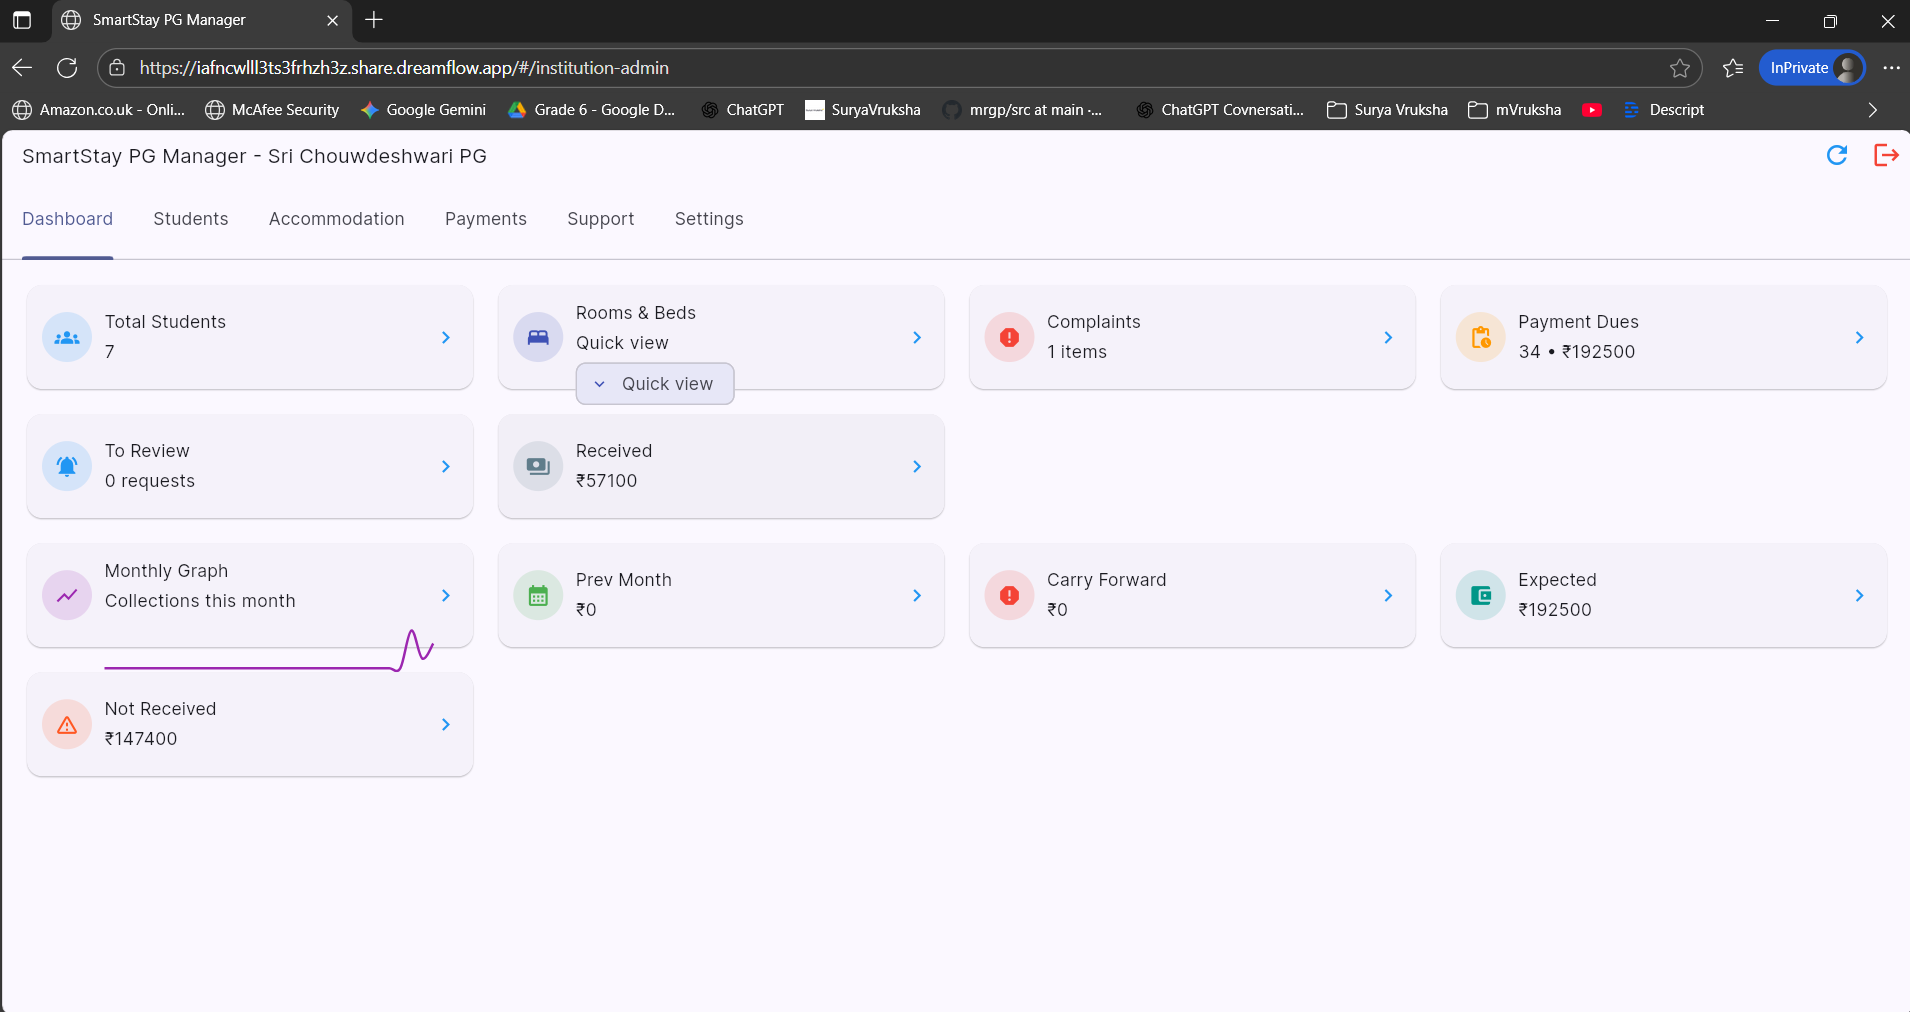 SmartStay PG Manager
https://iafncwlll3ts3frhzh3z.share.dreamflow.app/#/institution-admin
InPrivate
Amazon.co.uk - Onli...
McAfee Security
Google Gemini
Grade 6 - Google D...
ChatGPT
SuryaVruksha
mrgp/src at main ·...
ChatGPT Covnersati...
Surya Vruksha
mVruksha
Descript
SmartStay PG Manager - Sri Chouwdeshwari PG
Dashboard
Students
Accommodation
Payments
Support
Settings
Total Students
7
Rooms & Beds
Quick view
Quick view
Complaints
1 items
Payment Dues
34 • ₹192500
To Review
0 requests
Received
₹57100
Monthly Graph
Collections this month
Prev Month
₹0
Carry Forward
₹0
Expected
₹192500
Not Received
₹147400